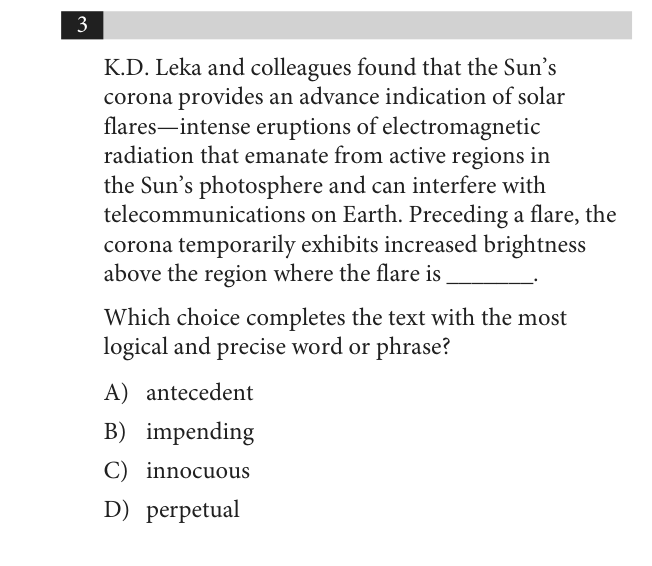 3
K.D. Leka and colleagues found that the Sun’s
corona provides an advance indication of solar
flares—intense eruptions of electromagnetic
radiation that emanate from active regions in
the Sun’s photosphere and can interfere with
telecommunications on Earth. Preceding a flare, the
corona temporarily exhibits increased brightness
above the region where the flare is _______.
Which choice completes the text with the most
logical and precise word or phrase?
A) antecedent
B) impending
C) innocuous
D) perpetual